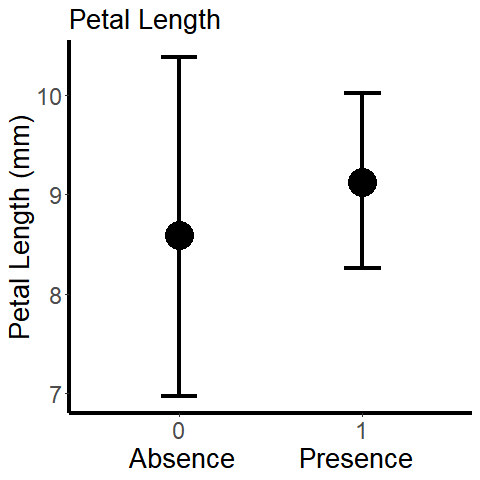 Petal Length
Petal Length (mm)
10
9
8
7
0 1
Absence Presence